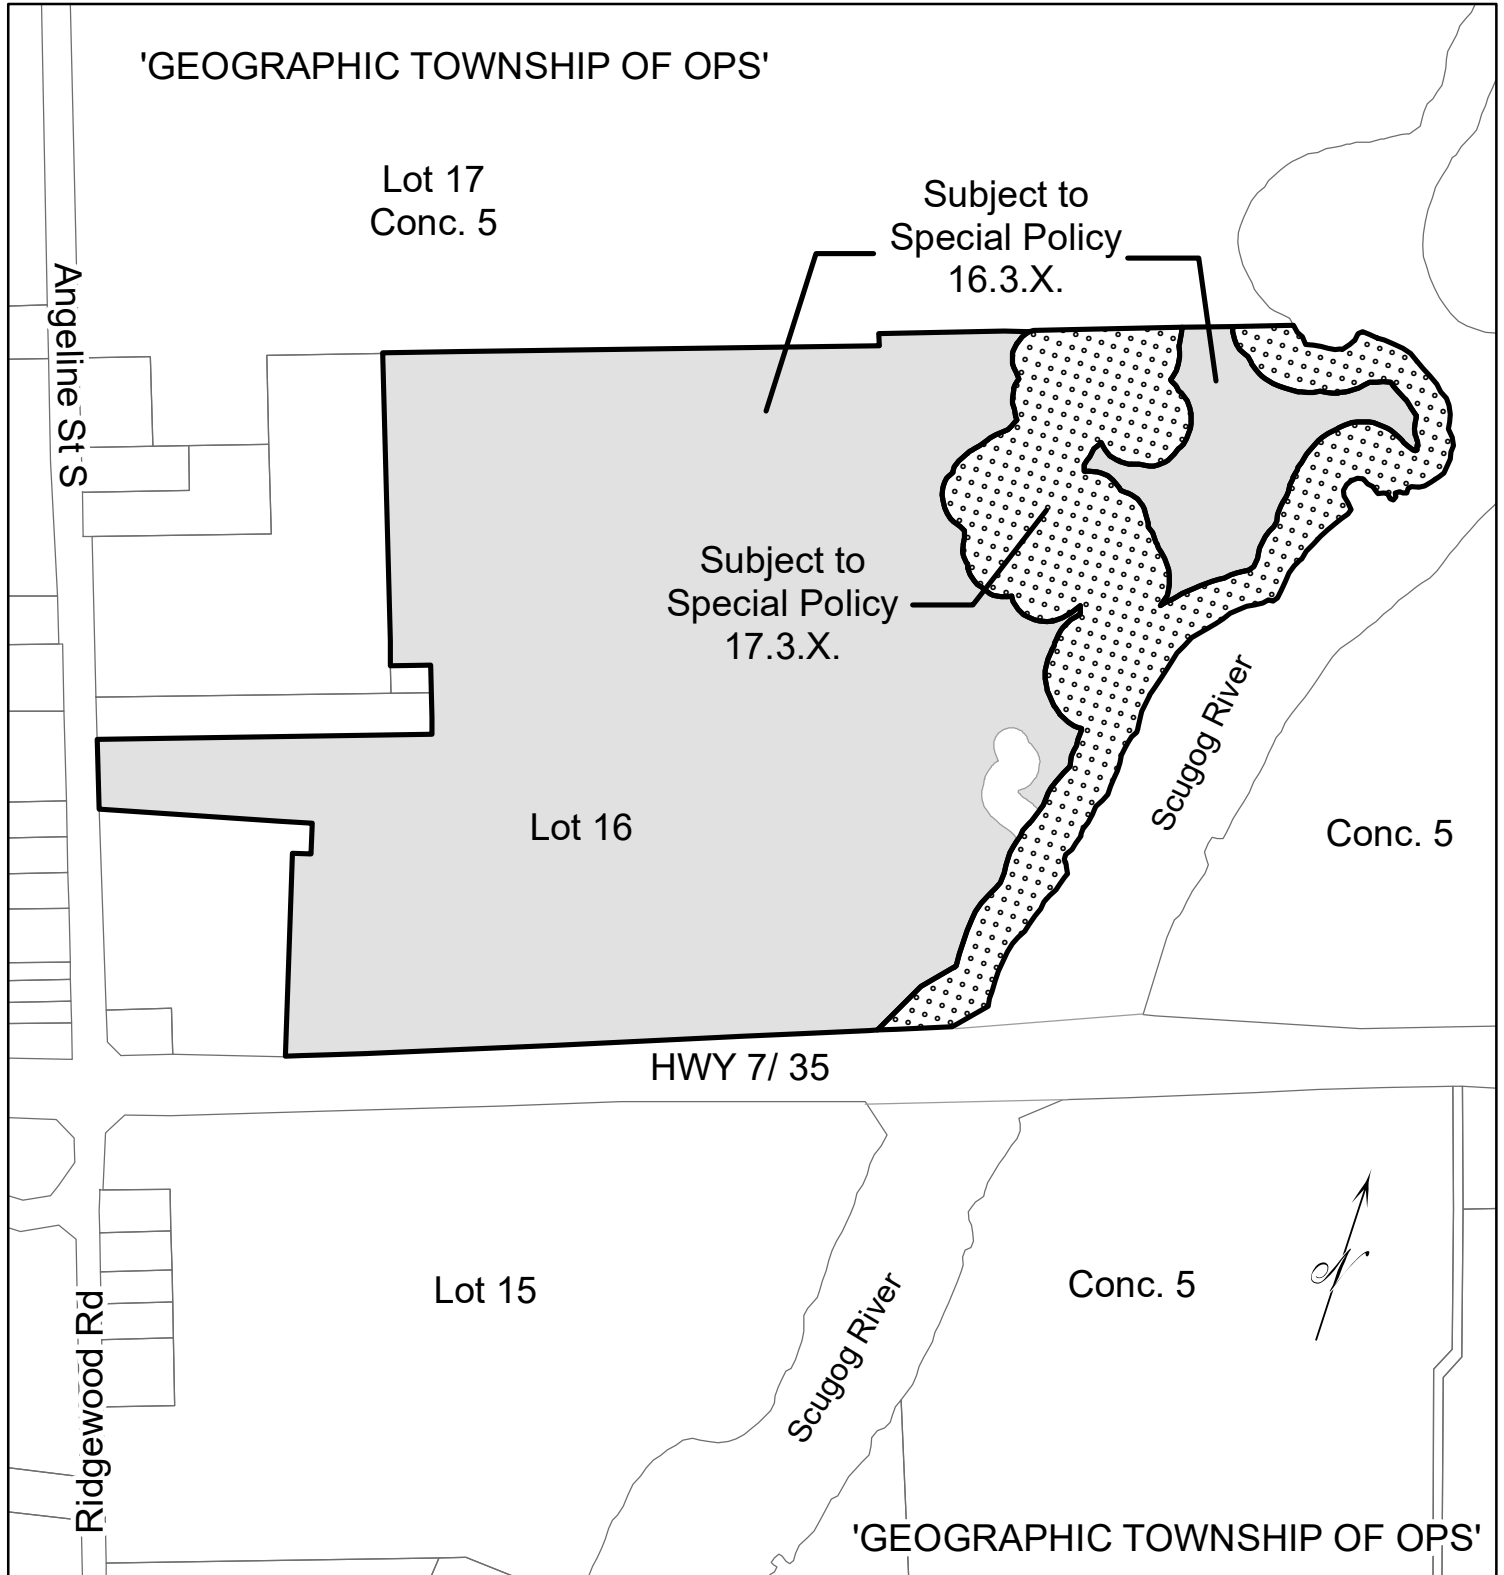 'GEOGRAPHIC TOWNSHIP OF OPS'
Lot 17
Conc. 5
Subject to
Special Policy
16.3.X.
Angeline St S
Subject to
Special Policy
17.3.X.
Scugog River
Lot 16
Conc. 5
HWY 7/ 35
N
Lot 15
Conc. 5
Scugog River
Ridgewood Rd
'GEOGRAPHIC TOWNSHIP OF OPS'